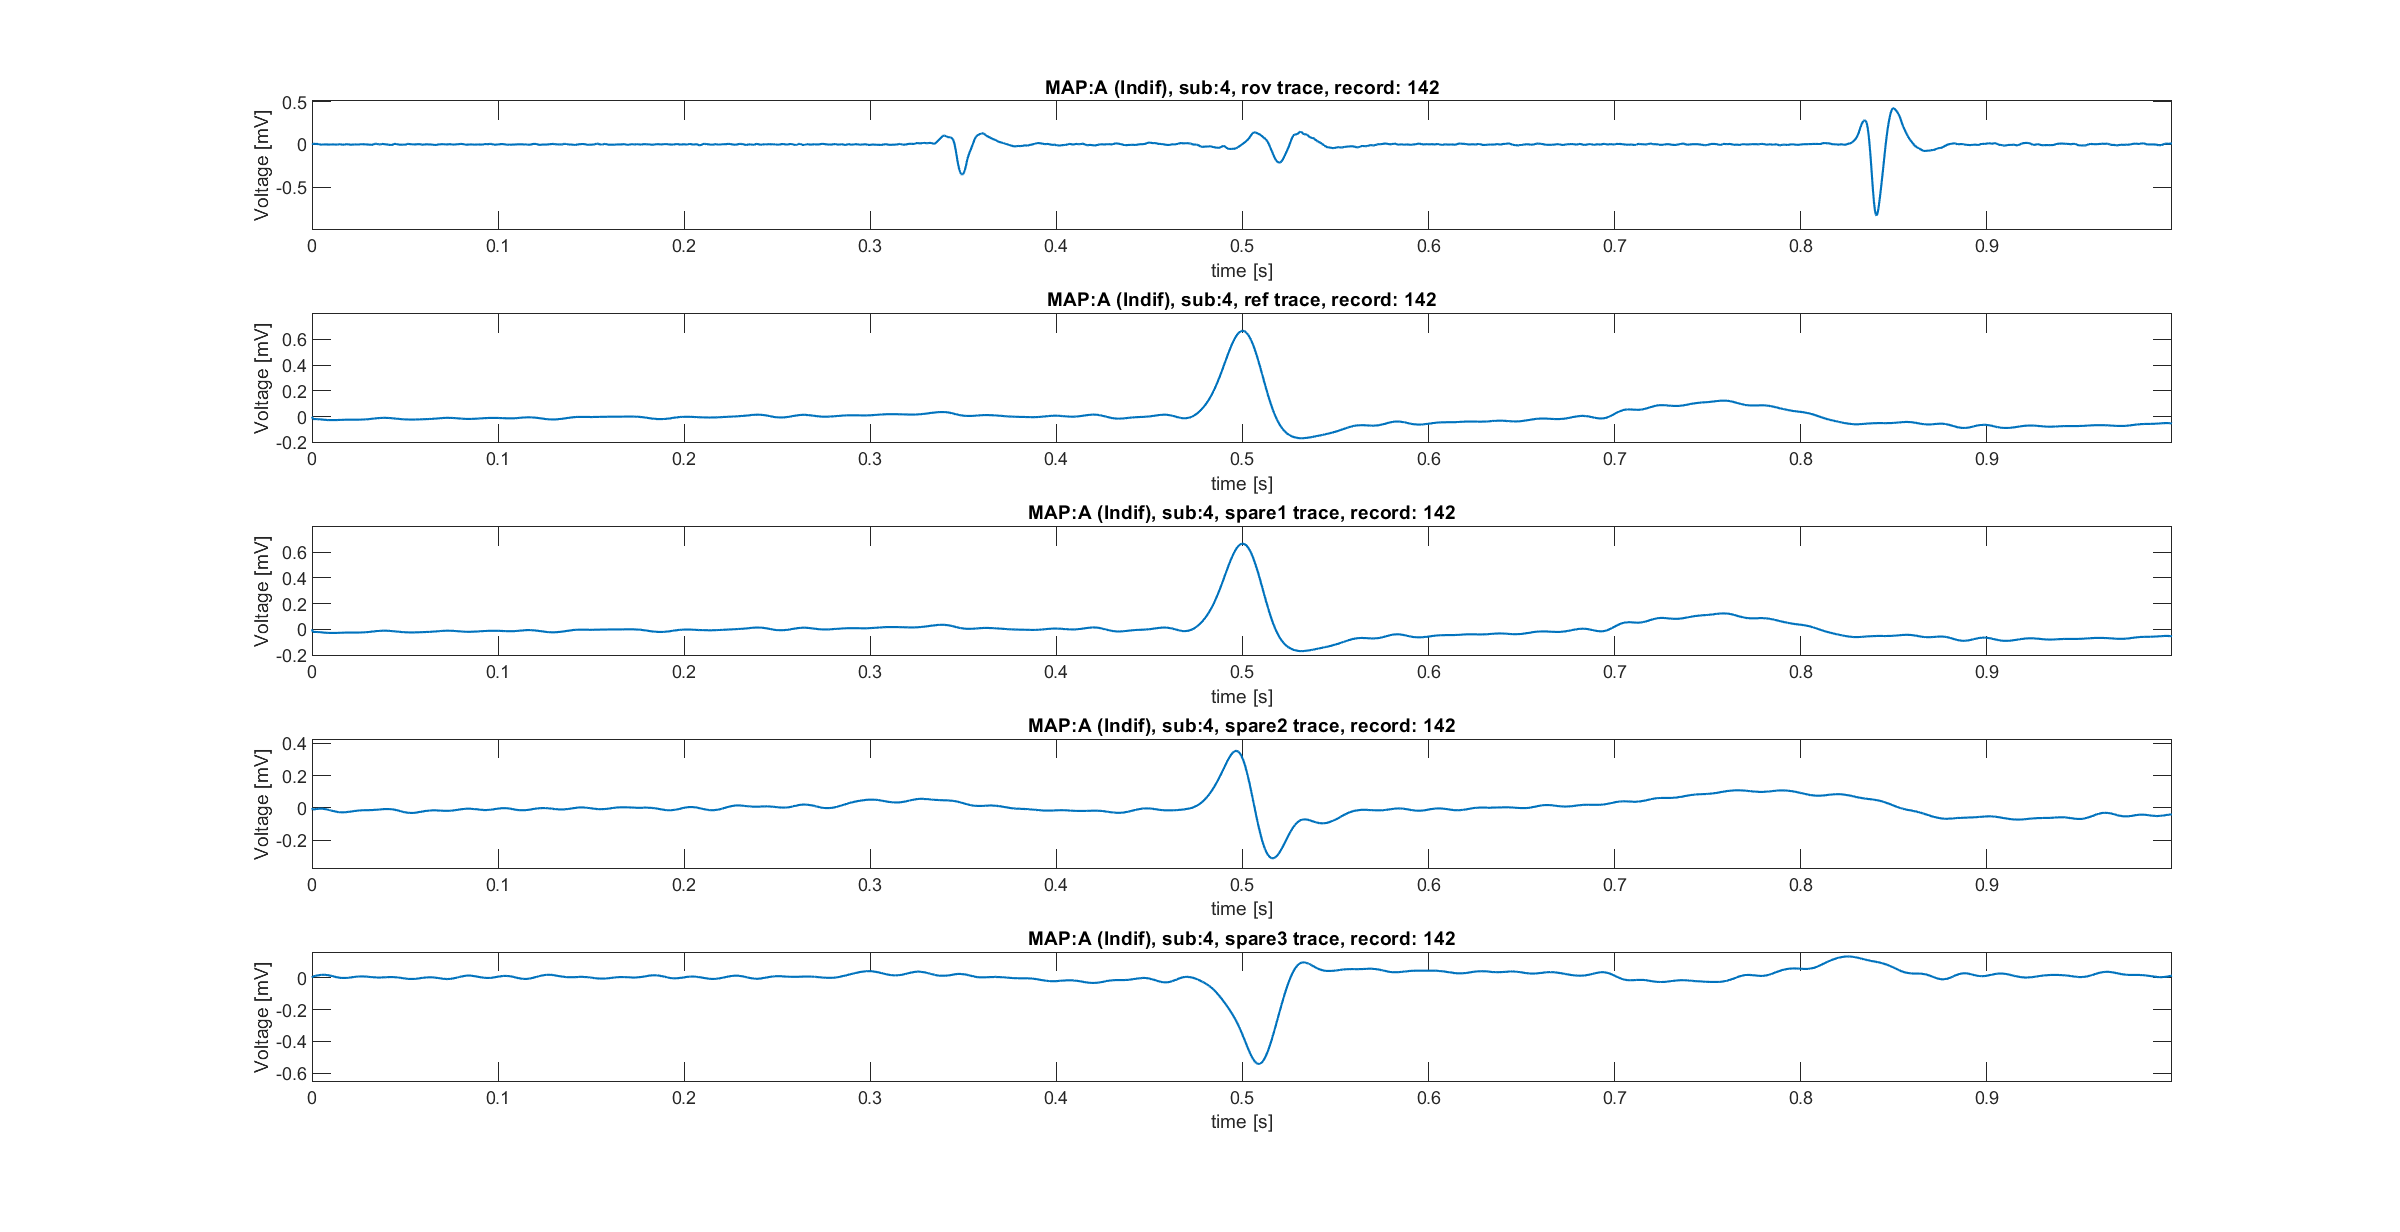 MAP:A (Indif), sub:4, rov trace, record: 142
Voltage [mV]
0.5
0
-0.5
0 0.1 0.2 0.3 0.4 0.5 0.6 0.7 0.8 0.9
time [s]
MAP:A (Indif), sub:4, ref trace, record: 142
Voltage [mV]
0.6
0.4
0.2
0
-0.2
0 0.1 0.2 0.3 0.4 0.5 0.6 0.7 0.8 0.9
time [s]
MAP:A (Indif), sub:4, spare1 trace, record: 142
Voltage [mV]
0.6
0.4
0.2
0
-0.2
0 0.1 0.2 0.3 0.4 0.5 0.6 0.7 0.8 0.9
time [s]
MAP:A (Indif), sub:4, spare2 trace, record: 142
Voltage [mV]
0.4
0.2
0
-0.2
0 0.1 0.2 0.3 0.4 0.5 0.6 0.7 0.8 0.9
time [s]
MAP:A (Indif), sub:4, spare3 trace, record: 142
Voltage [mV]
0
-0.2
-0.4
-0.6
0 0.1 0.2 0.3 0.4 0.5 0.6 0.7 0.8 0.9
time [s]